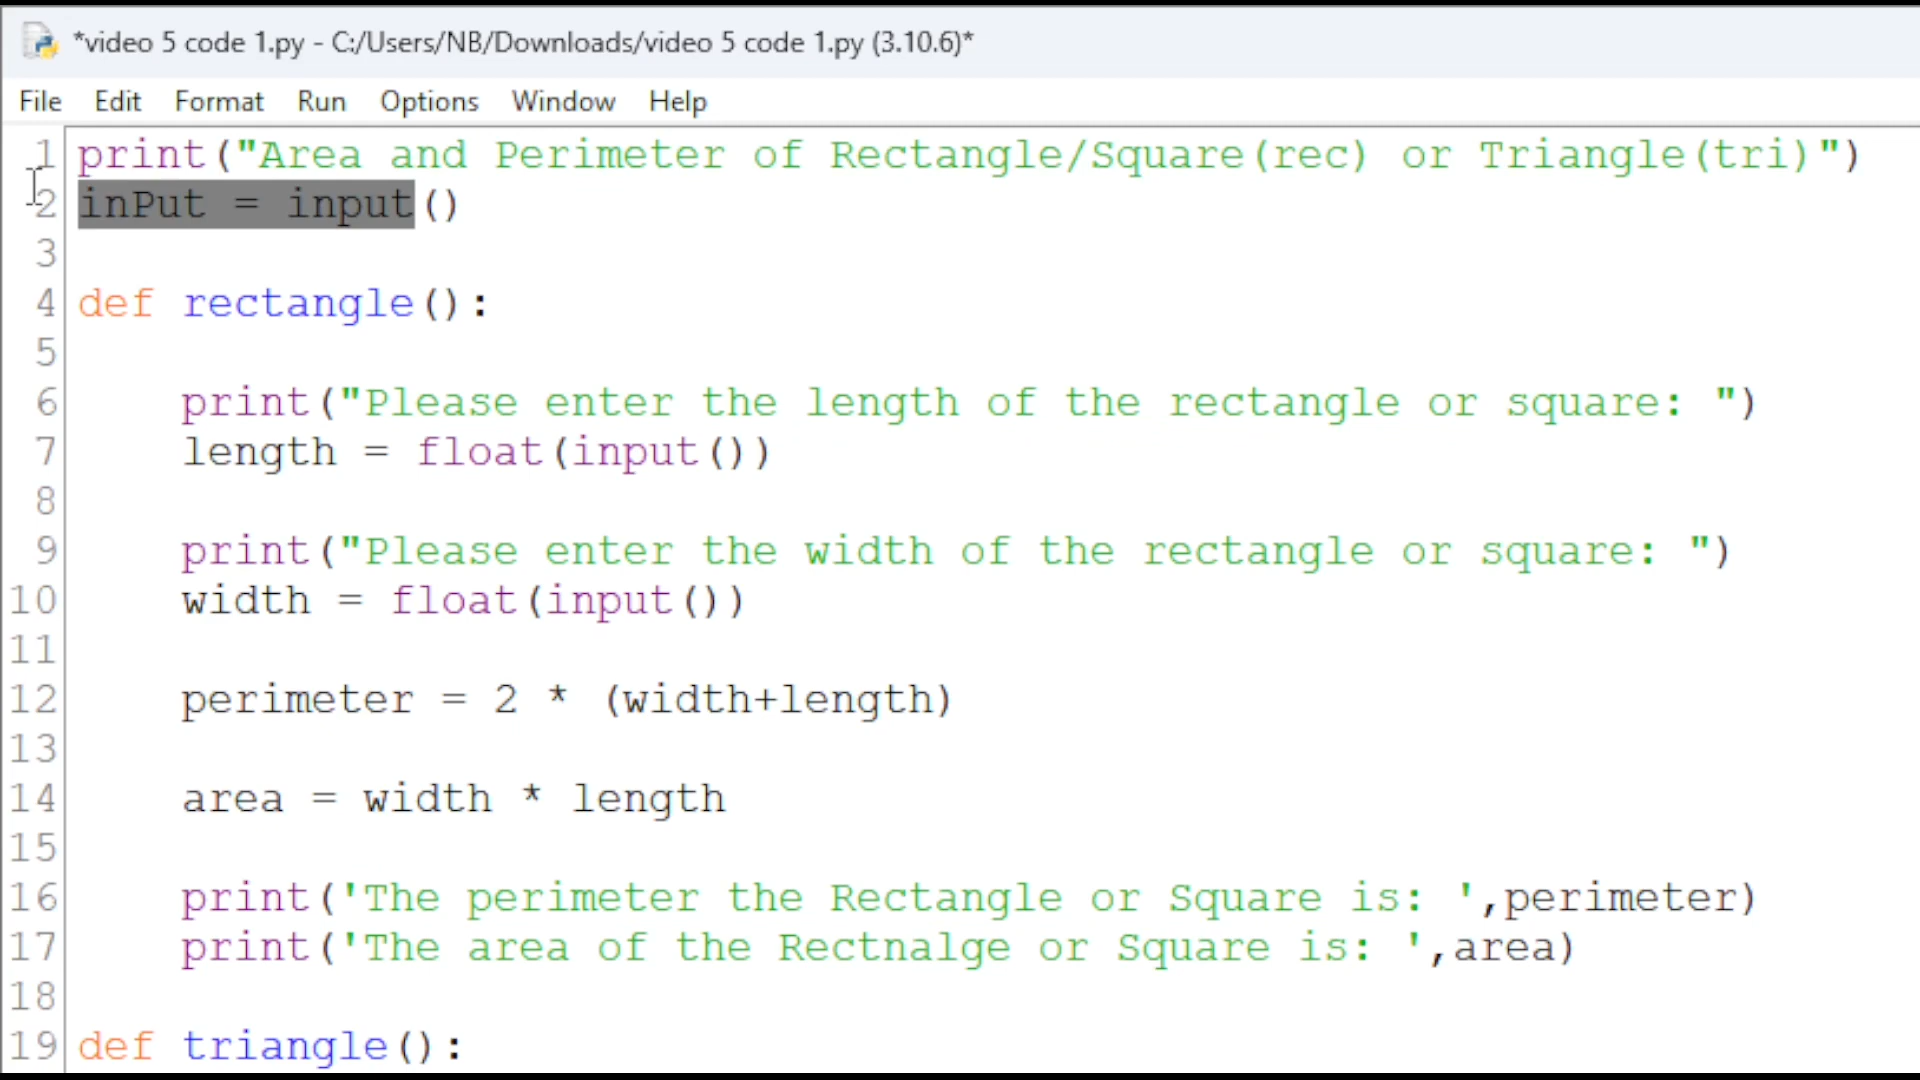 *video 5 code 1.py - C:/Users/NB/Downloads/video 5 code 1.py (3.10.6)*
File Edit Format Run Options Window Help
1 print("Area and Perimeter of Rectangle/Square(rec) or Triangle(tri)")
2 inPut = input()
3
4 def rectangle():
5
6     print("Please enter the length of the rectangle or square: ")
7     length = float(input())
8
9     print("Please enter the width of the rectangle or square: ")
10     width = float(input())
11
12     perimeter = 2 * (width+length)
13
14     area = width * length
15
16     print('The perimeter the Rectangle or Square is: ',perimeter)
17     print('The area of the Rectnalge or Square is: ',area)
18
19 def triangle():